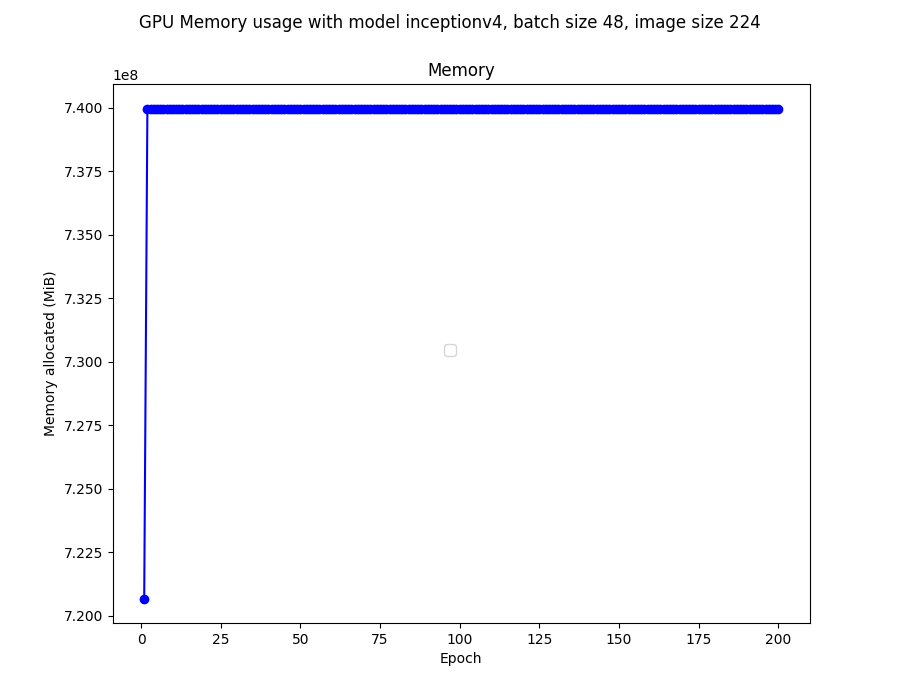 GPU Memory usage with model inceptionv4, batch size 48, image size 224
Memory
1e8
7.400
7.375
7.350
7.325
7.300
7.275
7.250
7.225
7.200
Memory allocated (MiB)
0 25 50 75 100 125 150 175 200
Epoch